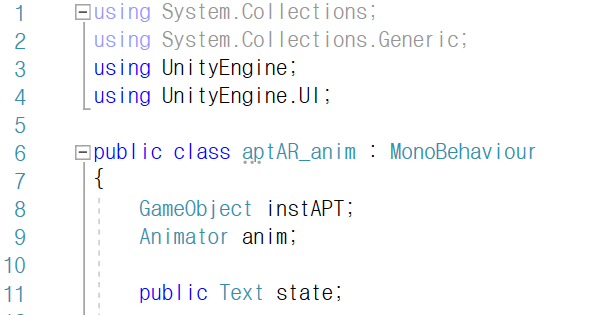 1 using System.Collections;
2 using System.Collections.Generic;
3 using UnityEngine;
4 using UnityEngine.UI;
5
6 public class aptAR_anim : MonoBehaviour
7 {
8 GameObject instAPT;
9 Animator anim;
10
11 public Text state;